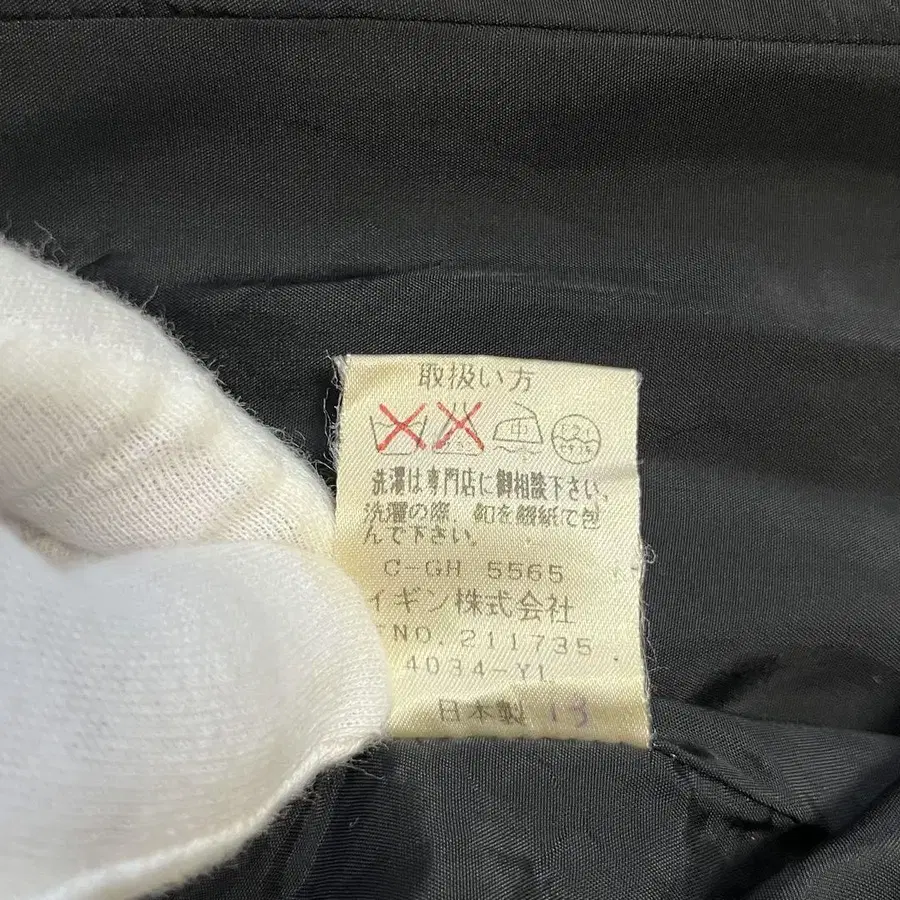 取扱い方
中
洗濯は専門店に御相談下さい。
洗濯の際、釦を銀紙で包
んで下さい。
C-GH 5565
イギン株式会社
NO. 211735
4034-YL
日本製 13